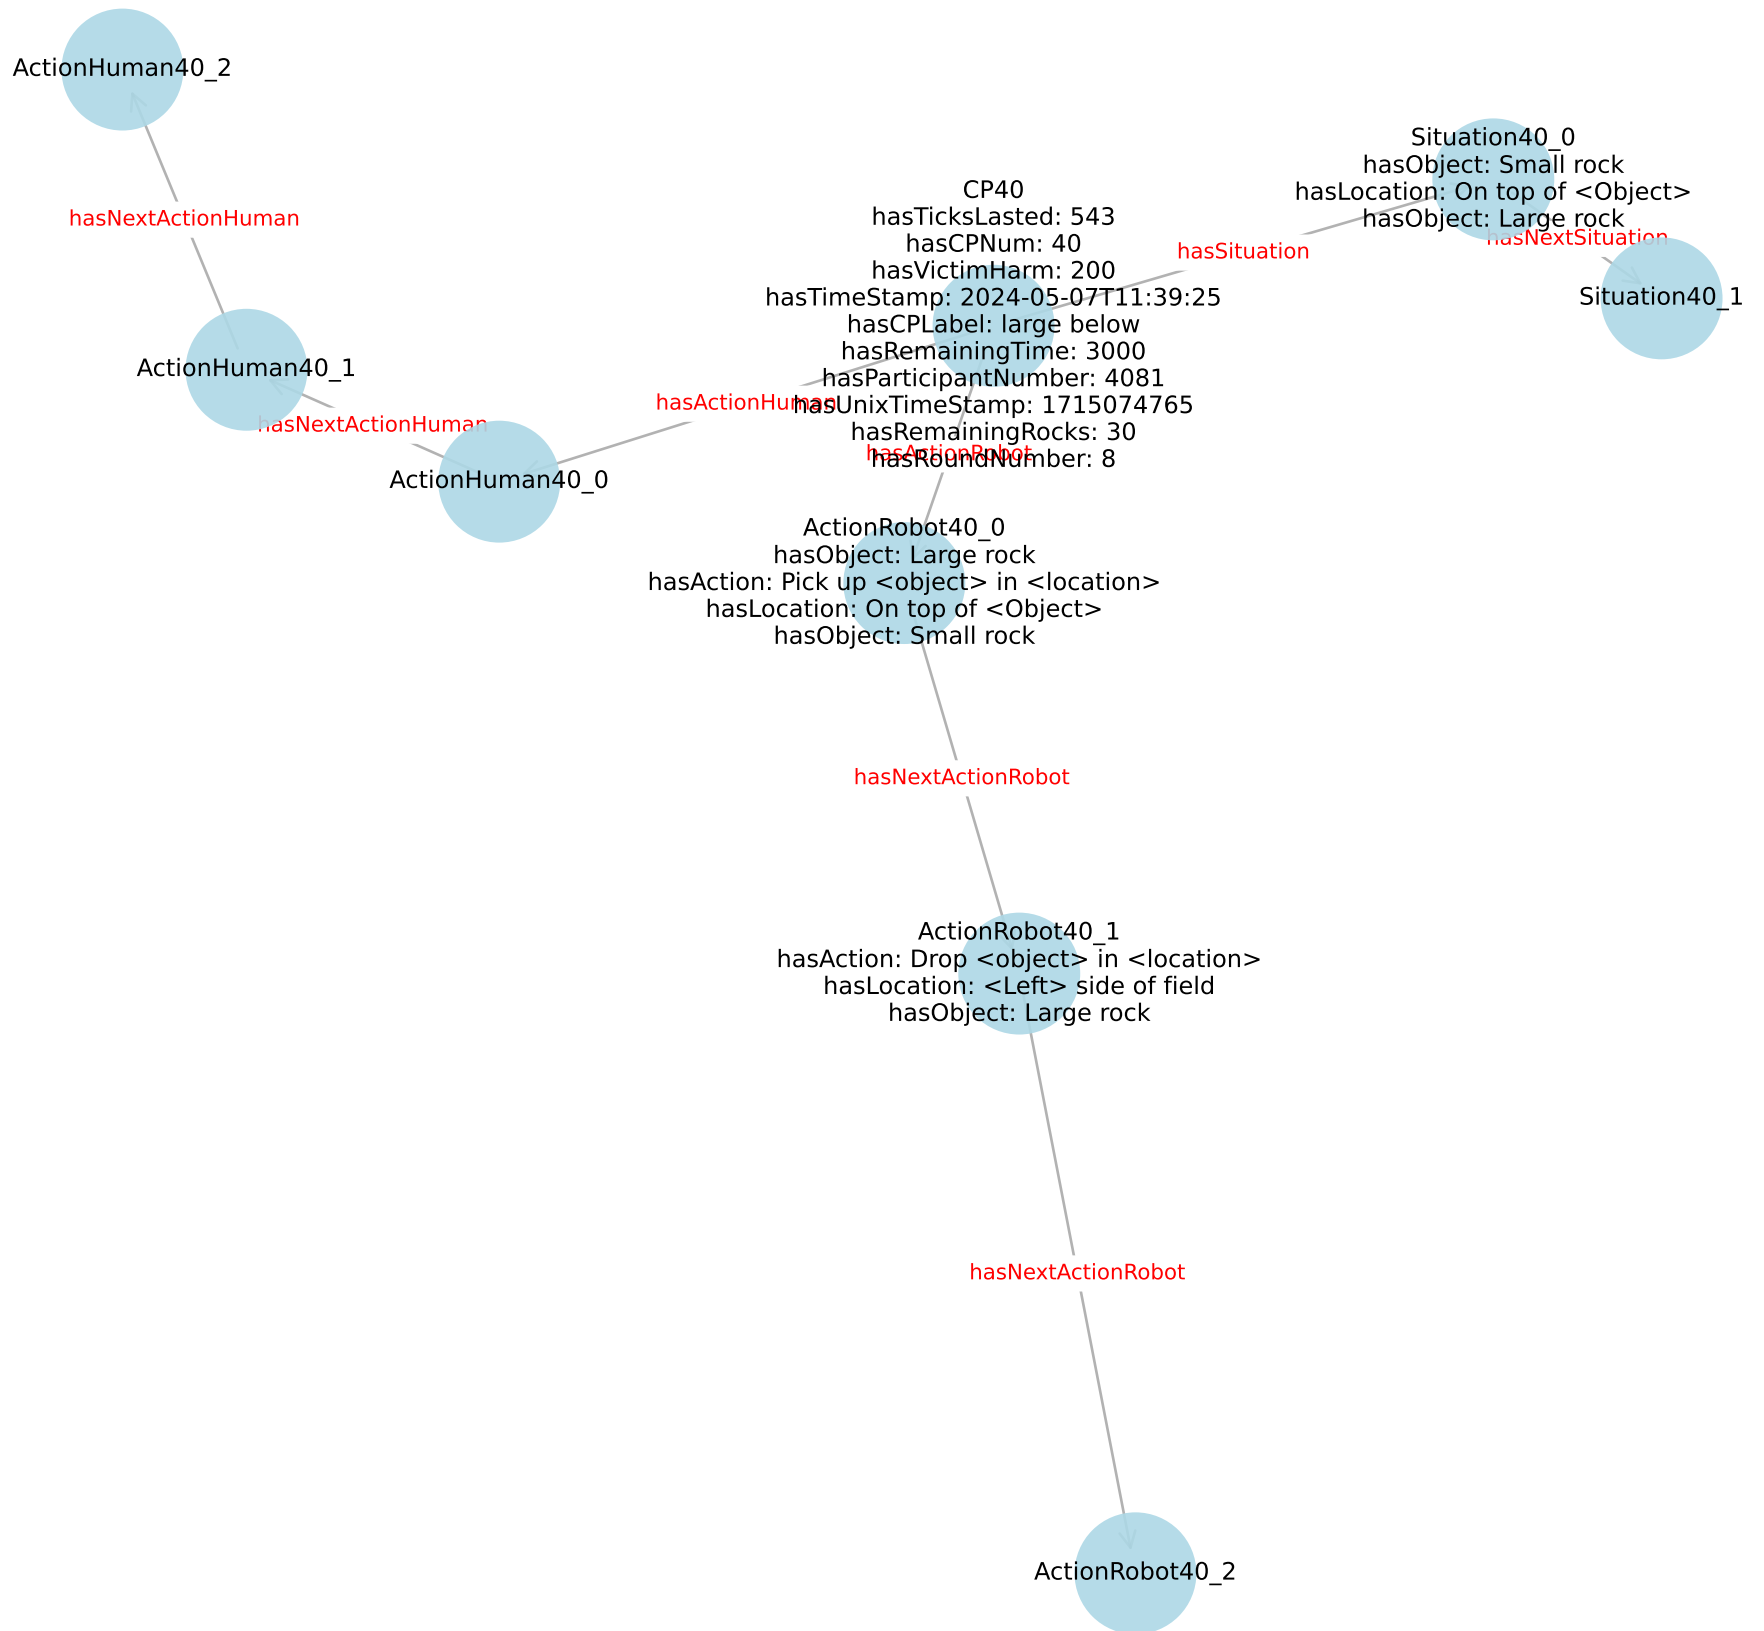 ActionHuman40_2
hasNextActionHuman
ActionHuman40_1
hasNextActionHuman
ActionHuman40_0
hasActionHuman
CP40
hasTicksLasted: 543
hasCPNum: 40
hasVictimHarm: 200
hasTimeStamp: 2024-05-07T11:39:25
hasCPLabel: large below
hasRemainingTime: 3000
hasParticipantNumber: 4081
hasUnixTimeStamp: 1715074765
hasRemainingRocks: 30
hasRoundNumber: 8
hasSituation
Situation40_0
hasObject: Small rock
hasLocation: On top of <Object>
hasObject: Large rock
hasNextSituation
Situation40_1
hasActionRobot
ActionRobot40_0
hasObject: Large rock
hasAction: Pick up <object> in <location>
hasLocation: On top of <Object>
hasObject: Small rock
hasNextActionRobot
ActionRobot40_1
hasAction: Drop <object> in <location>
hasLocation: <Left> side of field
hasObject: Large rock
hasNextActionRobot
ActionRobot40_2